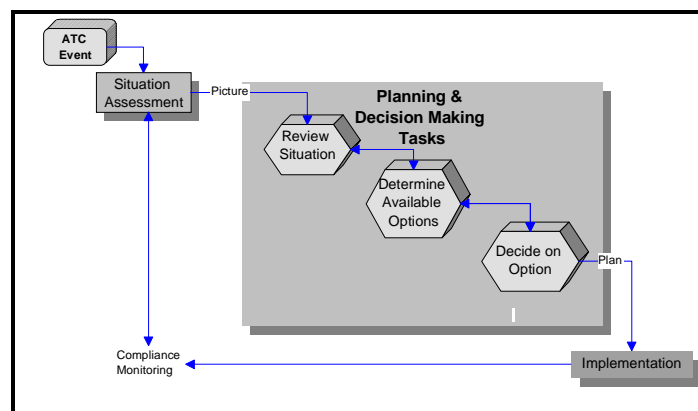 ATC
Event
Situation
Assessment
Picture
Planning &
Decision Making
Tasks
Review
Situation
Determine
Available
Options
Decide on
Option
Plan
Compliance
Monitoring
Implementation